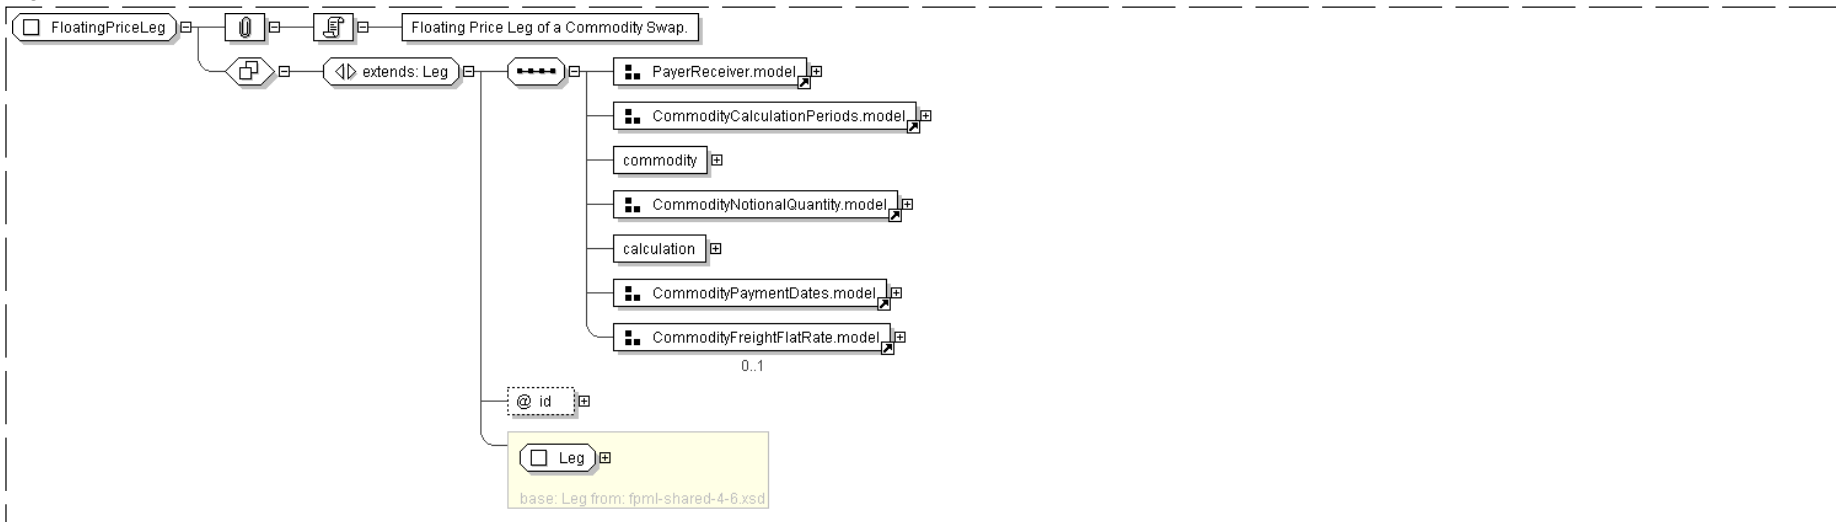 FloatingPriceLeg
Floating Price Leg of a Commodity Swap.
extends: Leg
PayerReceiver.model
CommodityCalculationPeriods.model
commodity
CommodityNotionalQuantity.model
calculation
CommodityPaymentDates.model
CommodityFreightFlatRate.model
0..1
@ id
Leg
base: Leg from: fpml-shared-4-6.xsd